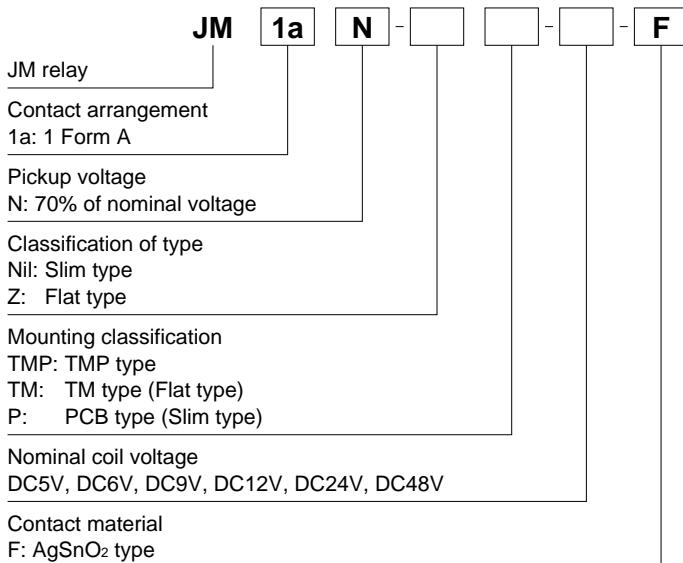 JM 1a N - - - F
JM relay
Contact arrangement
1a: 1 Form A
Pickup voltage
N: 70% of nominal voltage
Classification of type
Nil: Slim type
Z: Flat type
Mounting classification
TMP: TMP type
TM: TM type (Flat type)
P: PCB type (Slim type)
Nominal coil voltage
DC5V, DC6V, DC9V, DC12V, DC24V, DC48V
Contact material
F: AgSnO₂ type